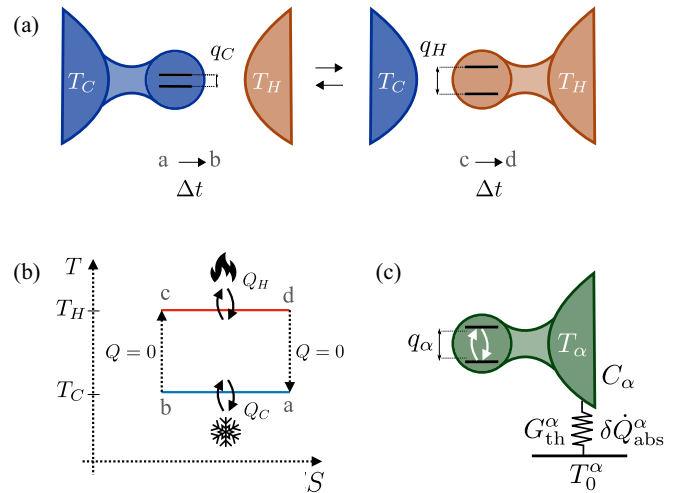 (a)
q_C
T_C
T_H
a → b
Δt
q_H
T_C
T_H
c → d
Δt
(b)
T
T_H
T_C
c
d
Q_H
Q = 0
Q = 0
b
a
Q_C
S
(c)
q_α
T_α
C_α
G_th^α
δQ̇_abs^α
T_0^α